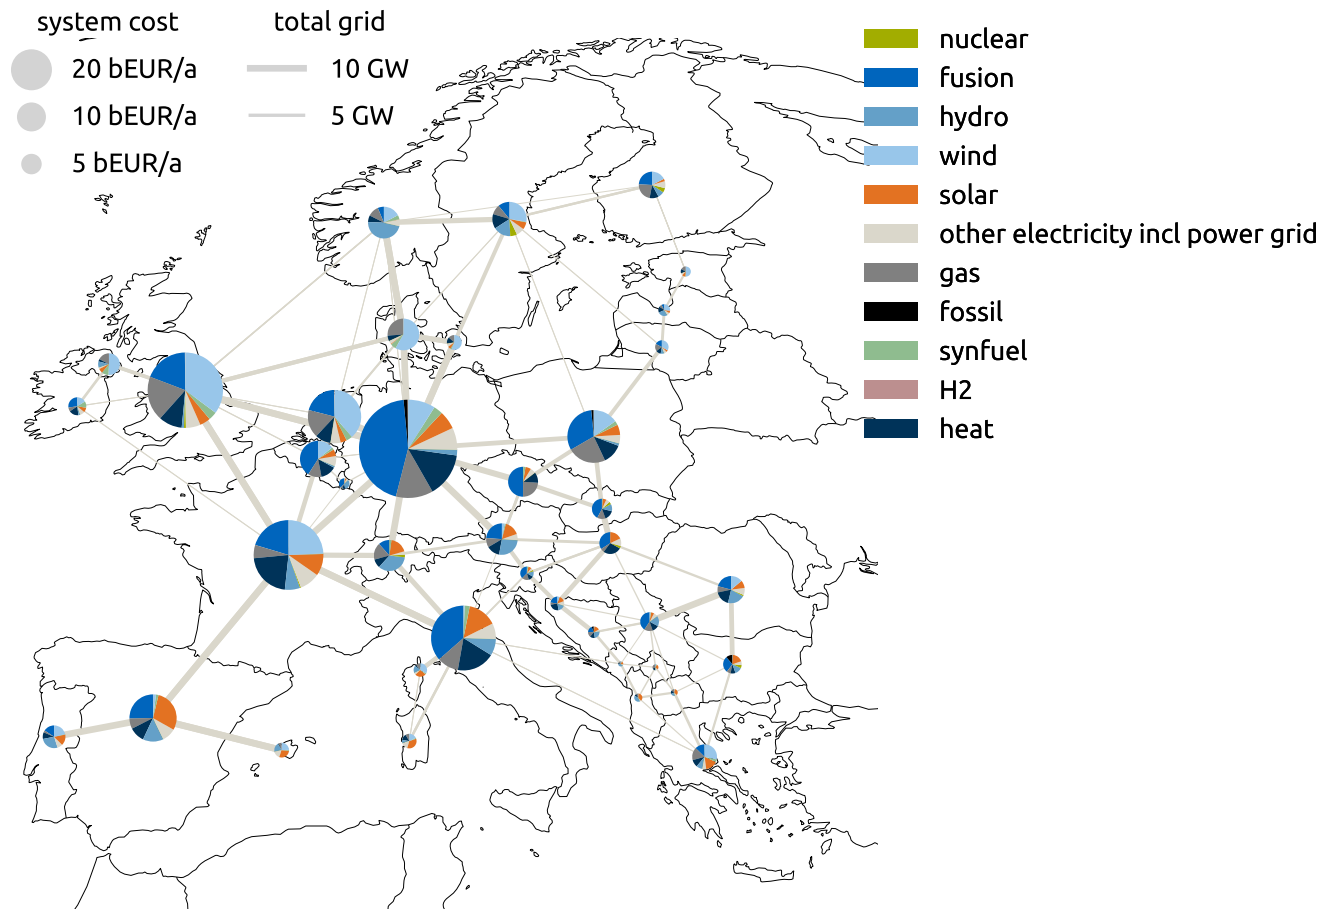 system cost
20 bEUR/a
10 bEUR/a
5 bEUR/a
total grid
10 GW
5 GW
nuclear
fusion
hydro
wind
solar
other electricity incl power grid
gas
fossil
synfuel
H2
heat